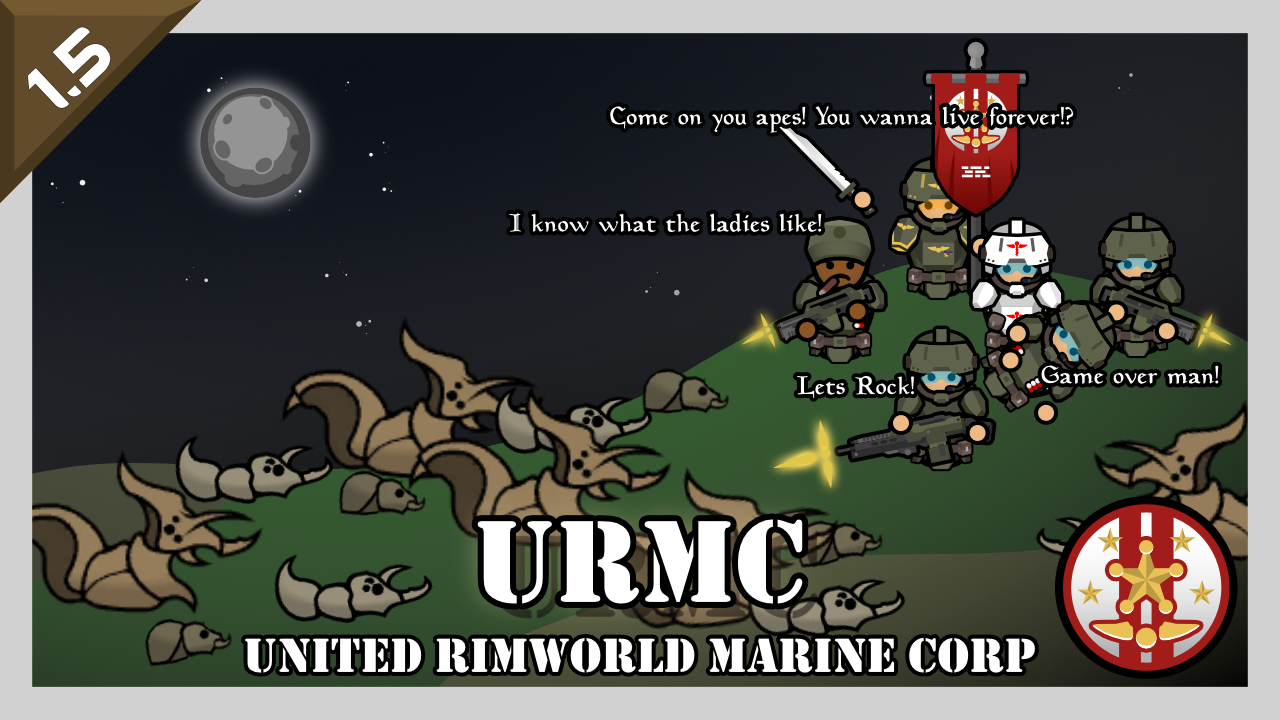 1.5
Come on you apes! You wanna live forever!?
I know what the ladies like!
Lets Rock!
Game over man!
URMC
UNITED RIMWORLD MARINE CORP